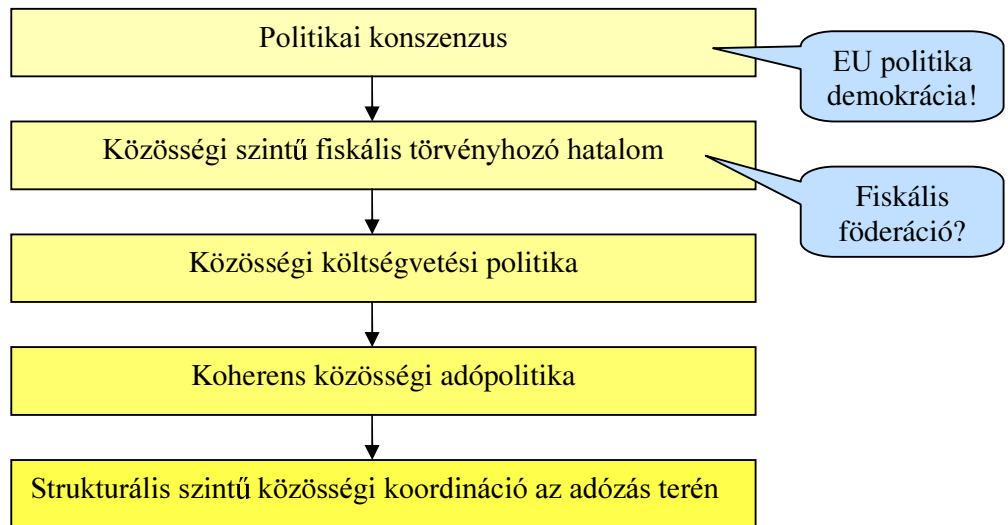 Politikai konszenzus
EU politika
demokrácia!
Közösségi szintű fiskális törvényhozó hatalom
Fiskális
föderáció?
Közösségi költségvetési politika
Koherens közösségi adópolitika
Strukturális szintű közösségi koordináció az adózás terén